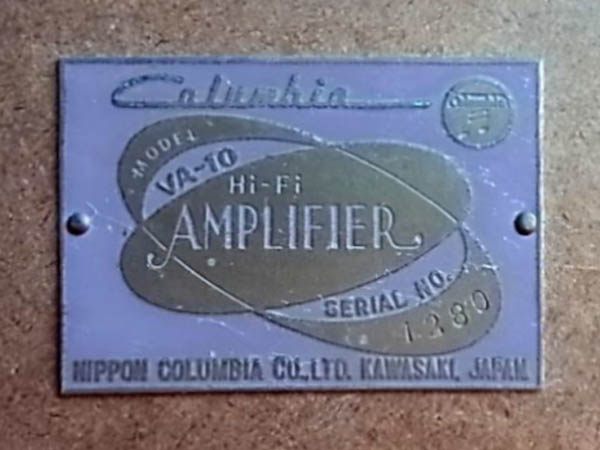 Columbia
MODEL
VA-10
Hi-Fi
AMPLIFIER
SERIAL NO.
1280
NIPPON COLUMBIA CO.,LTD. KAWASAKI, JAPAN